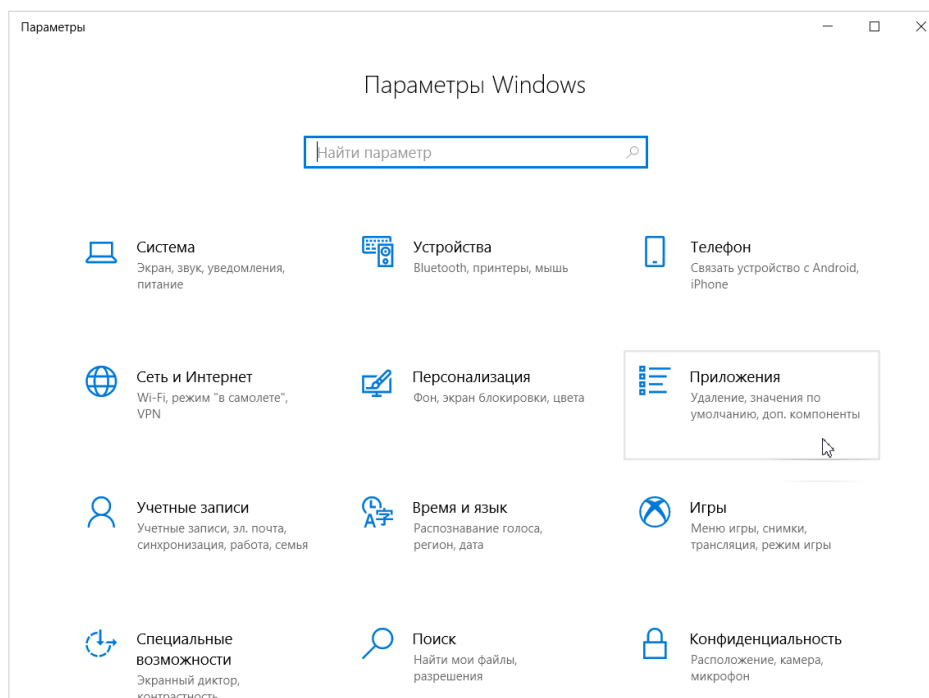 Параметры
Параметры Windows
Найти параметр
Система
Экран, звук, уведомления,
питание
Устройства
Bluetooth, принтеры, мышь
Телефон
Связать устройство с Android,
iPhone
Сеть и Интернет
Wi-Fi, режим "в самолете",
VPN
Персонализация
Фон, экран блокировки, цвета
Приложения
Удаление, значения по
умолчанию, доп. компоненты
Учетные записи
Учетные записи, эл. почта,
синхронизация, работа, семья
Время и язык
Распознавание голоса,
регион, дата
Игры
Меню игры, снимки,
трансляция, режим игры
Специальные
возможности
Экранный диктор,
контрастность
Поиск
Найти мои файлы,
разрешения
Конфиденциальность
Расположение, камера,
микрофон